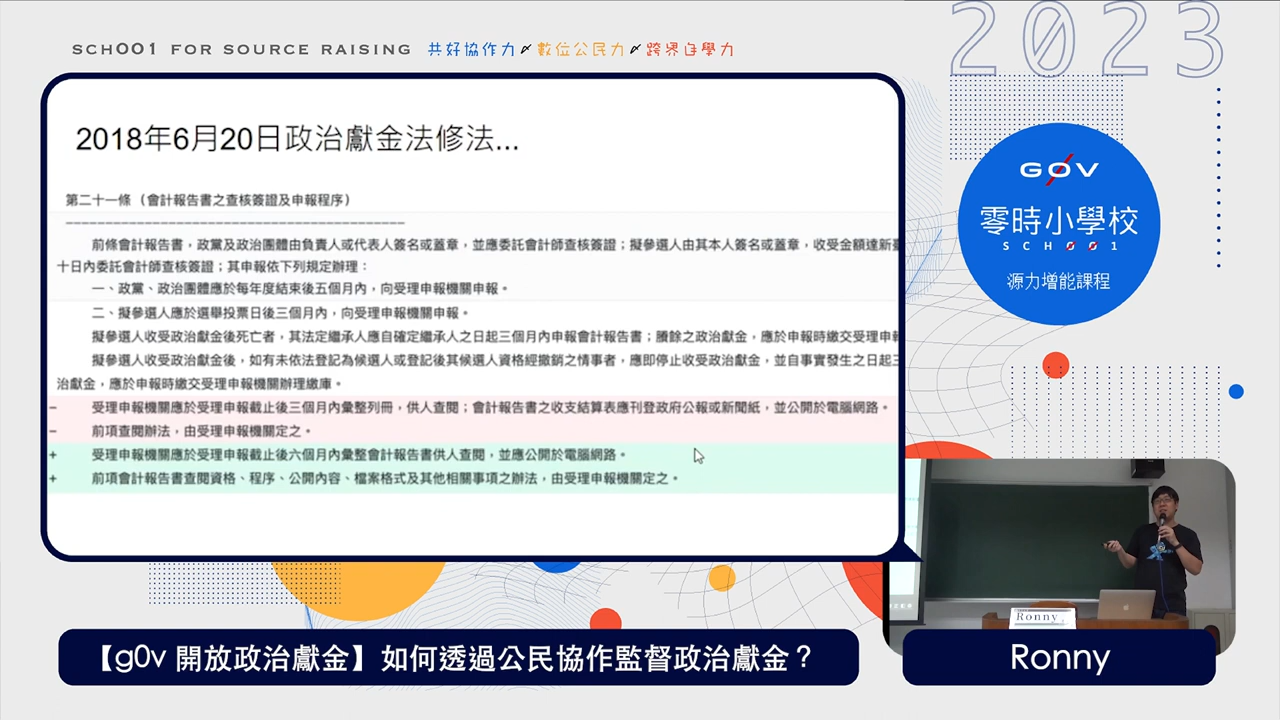 SCHOO1 FOR SOURCE RAISING 共好協作力 數位公民力 跨界自學力
2023
GOV
零時小學校
SCHOO1
源力增能課程
2018年6月20日政治獻金法修法...
第二十一條（會計報告書之查核簽證及申報程序）
前條會計報告書，政黨及政治團體由負責人或代表人簽名或蓋章，並應委託會計師查核簽證；擬參選人由其本人簽名或蓋章，收受金額達新臺
十日內委託會計師查核簽證；其申報依下列規定辦理：
一、政黨、政治團體應於每年度結束後五個月內，向受理申報機關申報。
二、擬參選人應於選舉投票日後三個月內，向受理申報機關申報。
擬參選人收受政治獻金後死亡者，其法定繼承人應自確定繼承人之日起三個月內申報會計報告書；賸餘之政治獻金，應於申報時繳交受理申報
擬參選人收受政治獻金後，如有未依法登記為候選人或登記後其候選人資格經撤銷之情事者，應即停止收受政治獻金，並自事實發生之日起三
治獻金，應於申報時繳交受理申報機關辦理繳庫。
- 受理申報機關應於受理申報截止後三個月內彙整列冊，供人查閱；會計報告書之收支結算表應刊登政府公報或新聞紙，並公開於電腦網路。
- 前項查閱辦法，由受理申報機關定之。
+ 受理申報機關應於受理申報截止後六個月內彙整會計報告書供人查閱，並應公開於電腦網路。
+ 前項會計報告書查閱資格、程序、公開內容、檔案格式及其他相關事項之辦法，由受理申報機關定之。
Ronny
【g0v 開放政治獻金】如何透過公民協作監督政治獻金？
Ronny